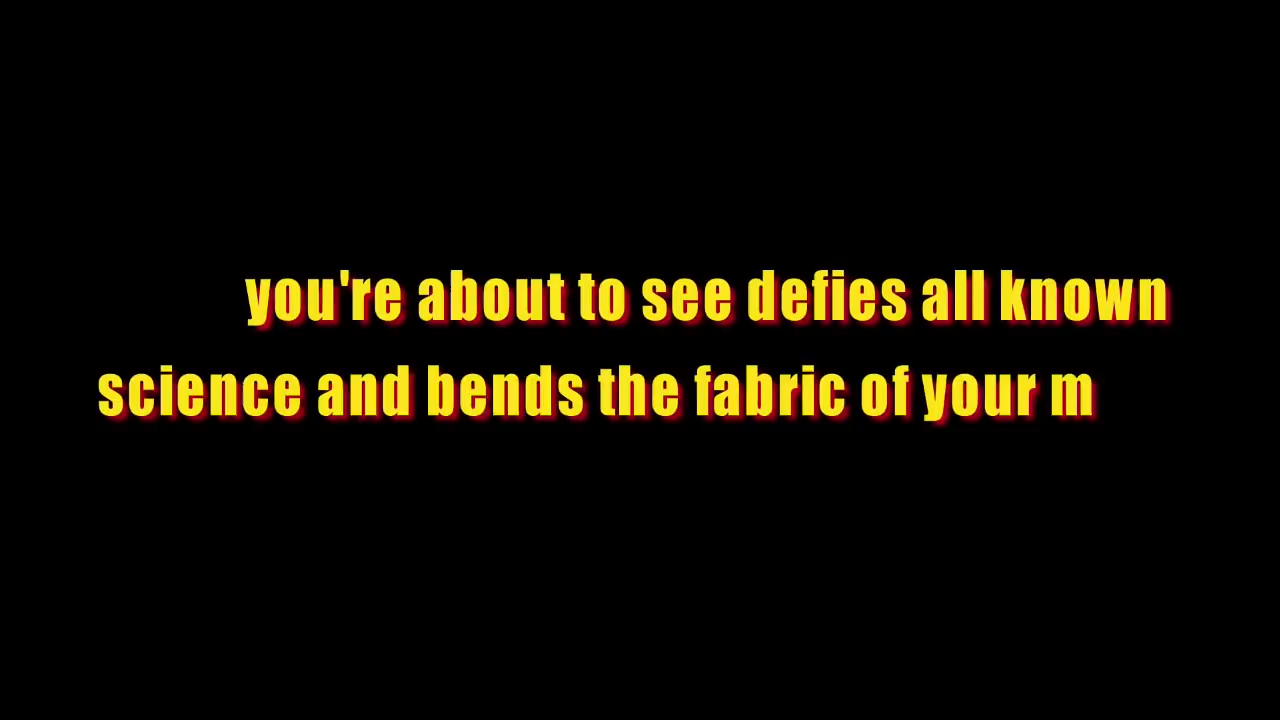 you're about to see defies all known
science and bends the fabric of your m